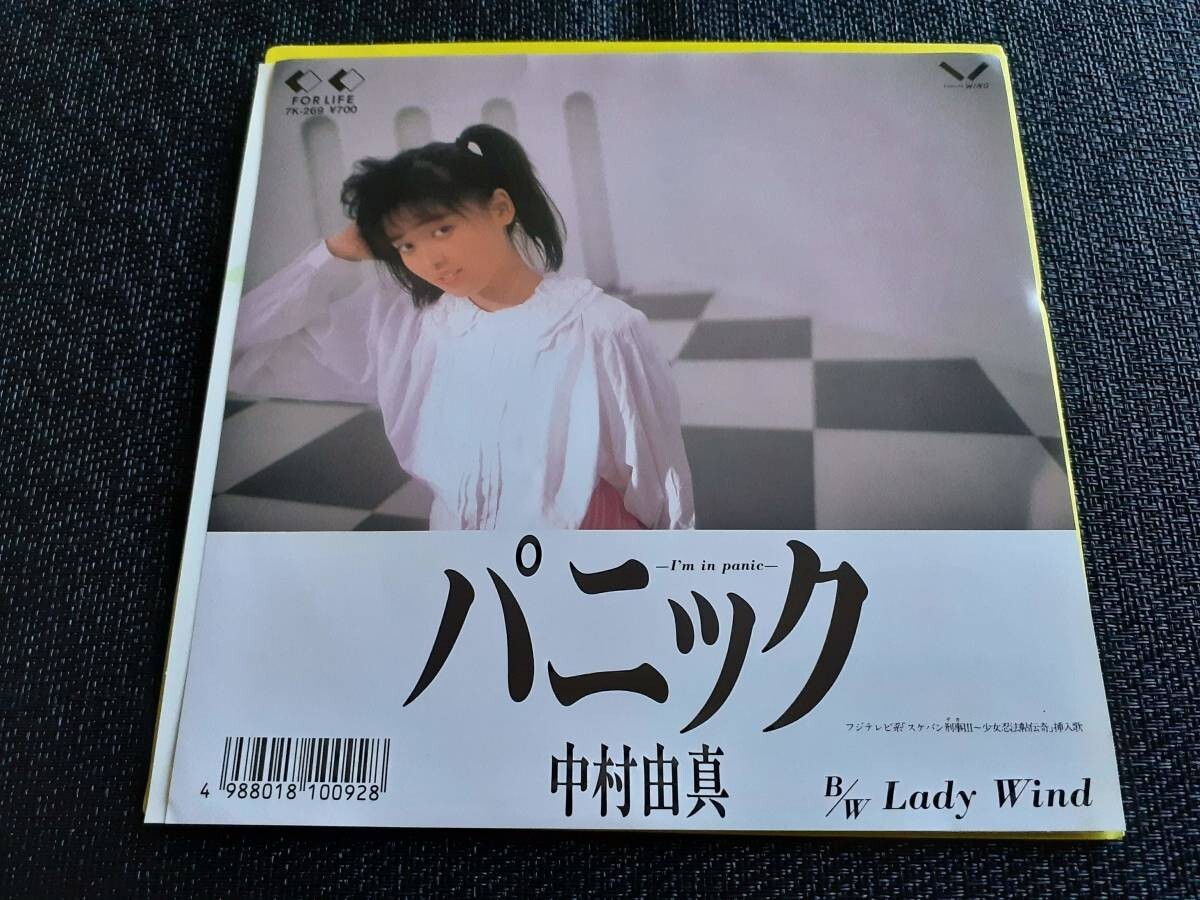 FOR LIFE
7K-269 ¥700
WING
パニック
—I'm in panic—
フジテレビ系「スケバン刑事III〜少女忍法帖伝奇」挿入歌
中村由真
B/W Lady Wind
4 988018 100928